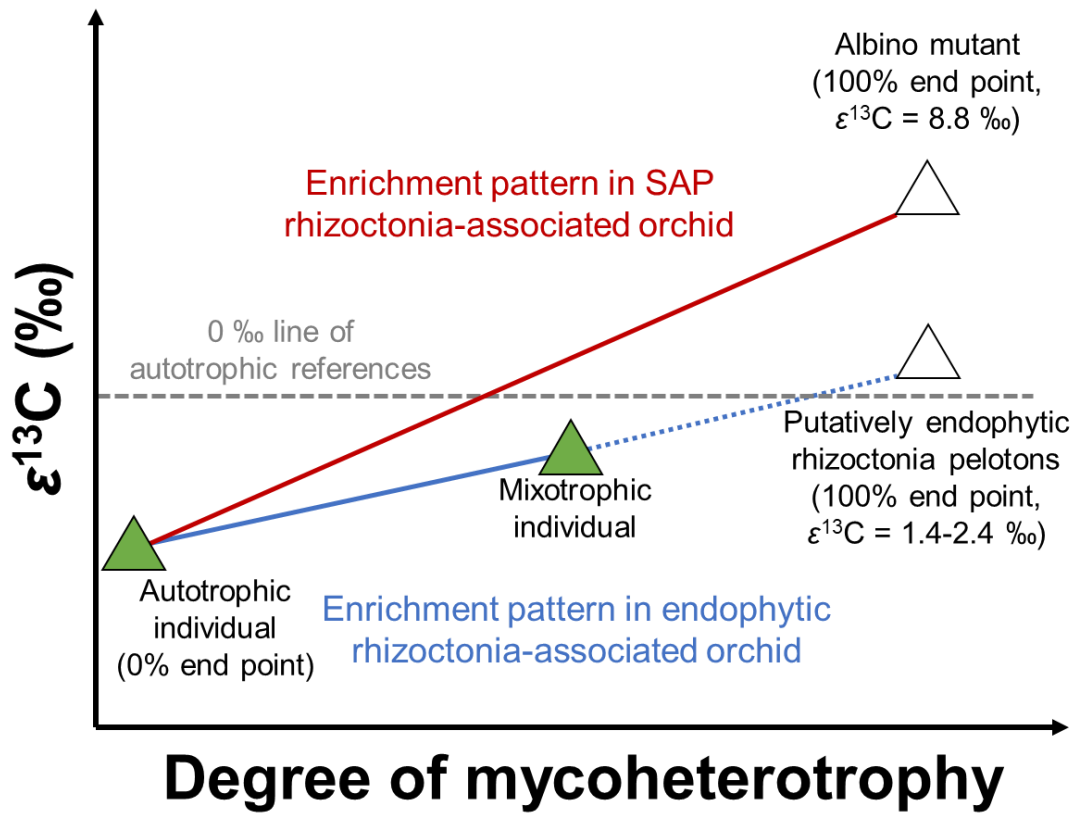 Albino mutant
(100% end point,
ε¹³C = 8.8 ‰)
Enrichment pattern in SAP
rhizoctonia-associated orchid
ε¹³C (‰)
0 ‰ line of
autotrophic references
Putatively endophytic
rhizoctonia pelotons
(100% end point,
ε¹³C = 1.4-2.4 ‰)
Mixotrophic
individual
Autotrophic
individual
(0% end point)
Enrichment pattern in endophytic
rhizoctonia-associated orchid
Degree of mycoheterotrophy